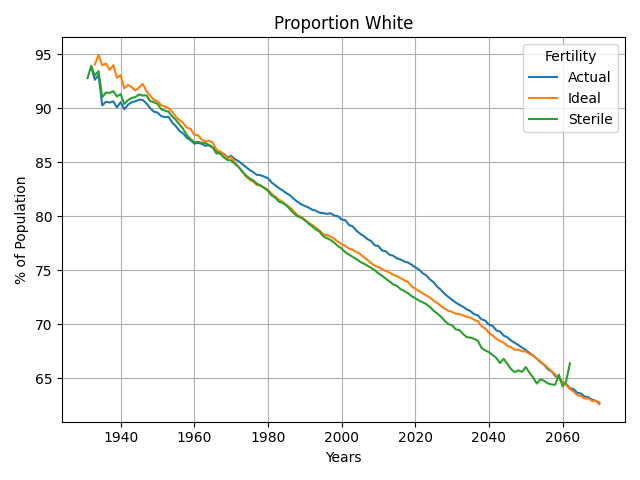 Proportion White
Fertility
Actual
Ideal
Sterile
95
90
85
80
75
70
65
% of Population
1940 1960 1980 2000 2020 2040 2060
Years